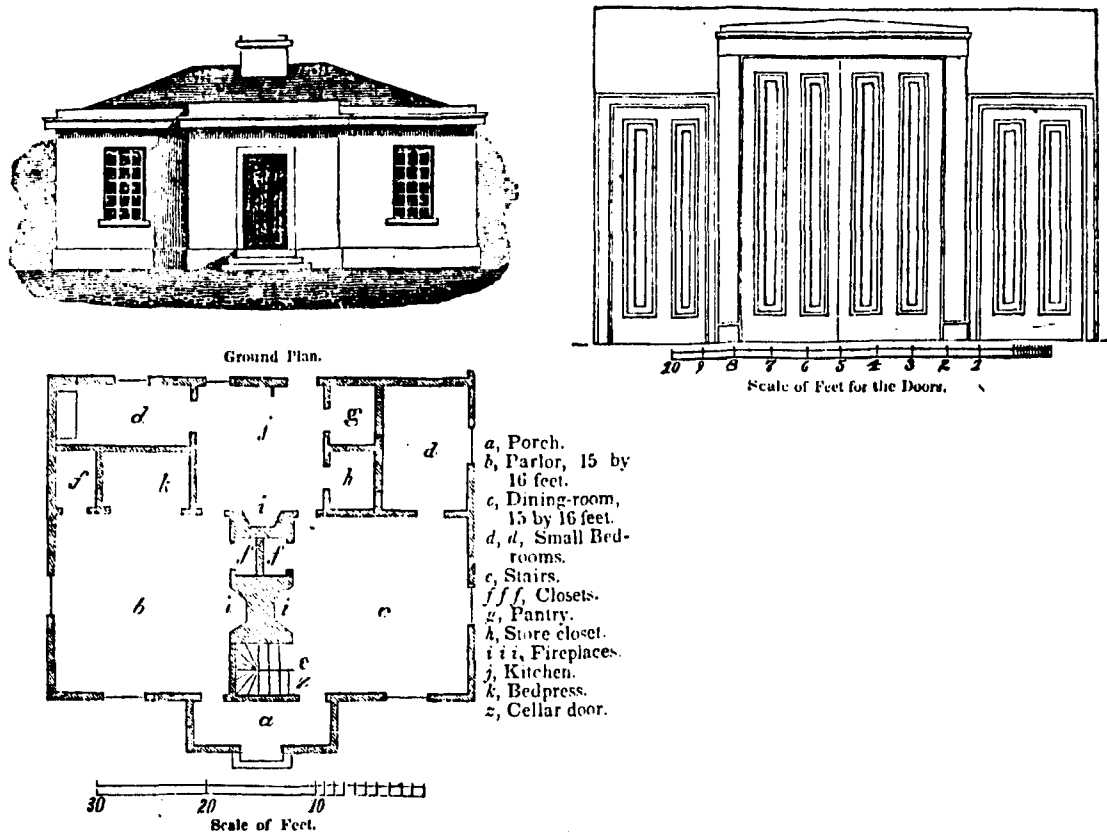 Ground Plan.
10 9 8 7 6 5 4 3 2 1
Scale of Feet for the Doors.
d
j
g
d
f
k
h
i
f f
b
i i
c
e
z
a
a, Porch.
b, Parlor, 15 by
16 feet.
c, Dining-room,
15 by 16 feet.
d, d, Small Bed-
rooms.
e, Stairs.
f f f, Closets.
g, Pantry.
h, Store closet.
i i i, Fireplaces.
j, Kitchen.
k, Bedpress.
z, Cellar door.
30 20 10
Scale of Feet.